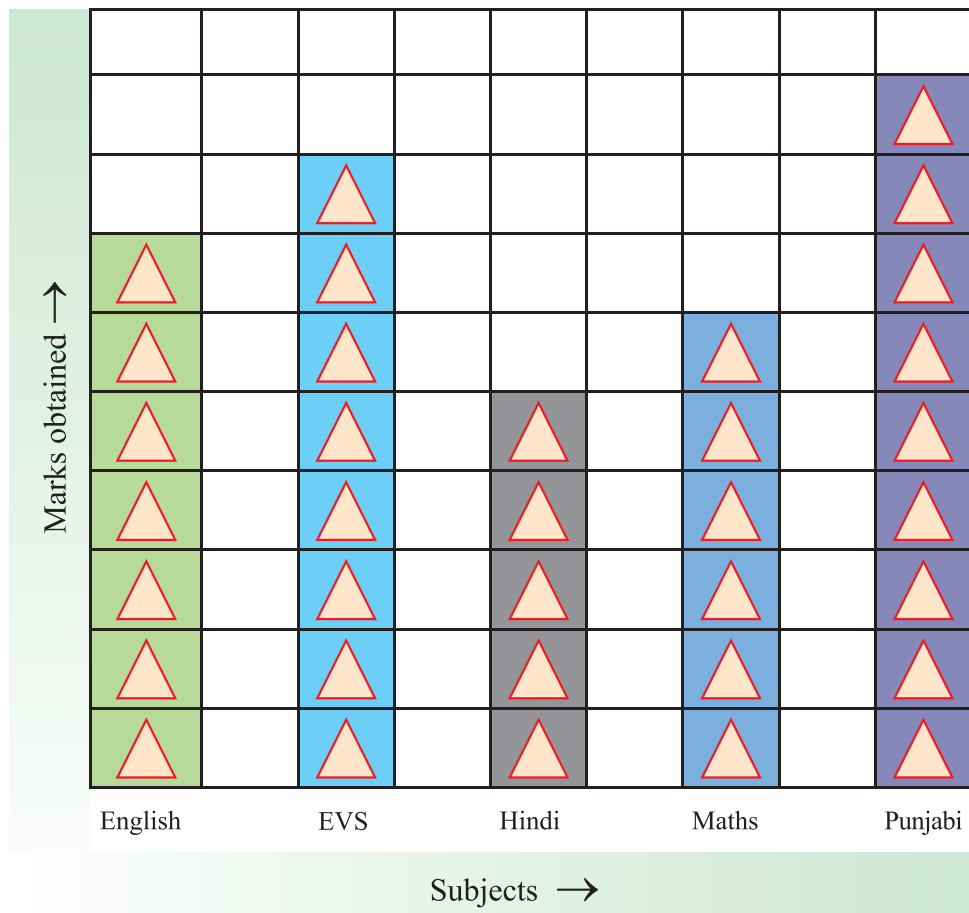 Marks obtained →
English EVS Hindi Maths Punjabi
Subjects →